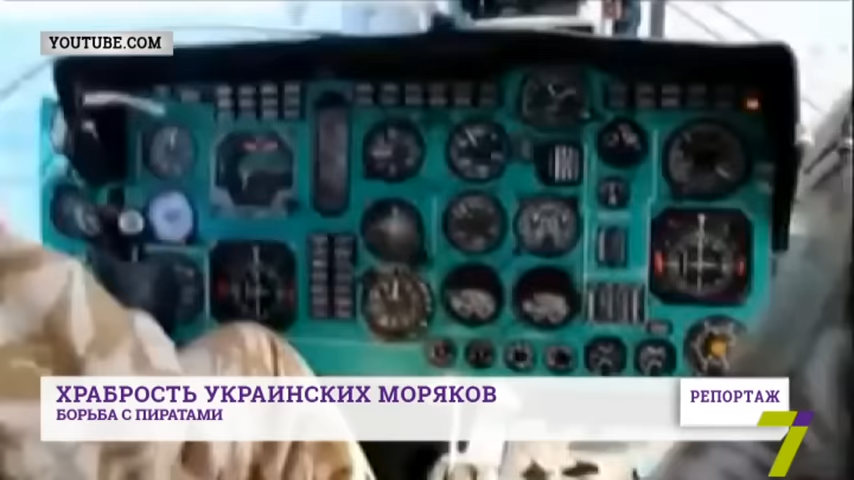 YOUTUBE.COM
ХРАБРОСТЬ УКРАИНСКИХ МОРЯКОВ
БОРЬБА С ПИРАТАМИ
РЕПОРТАЖ
7